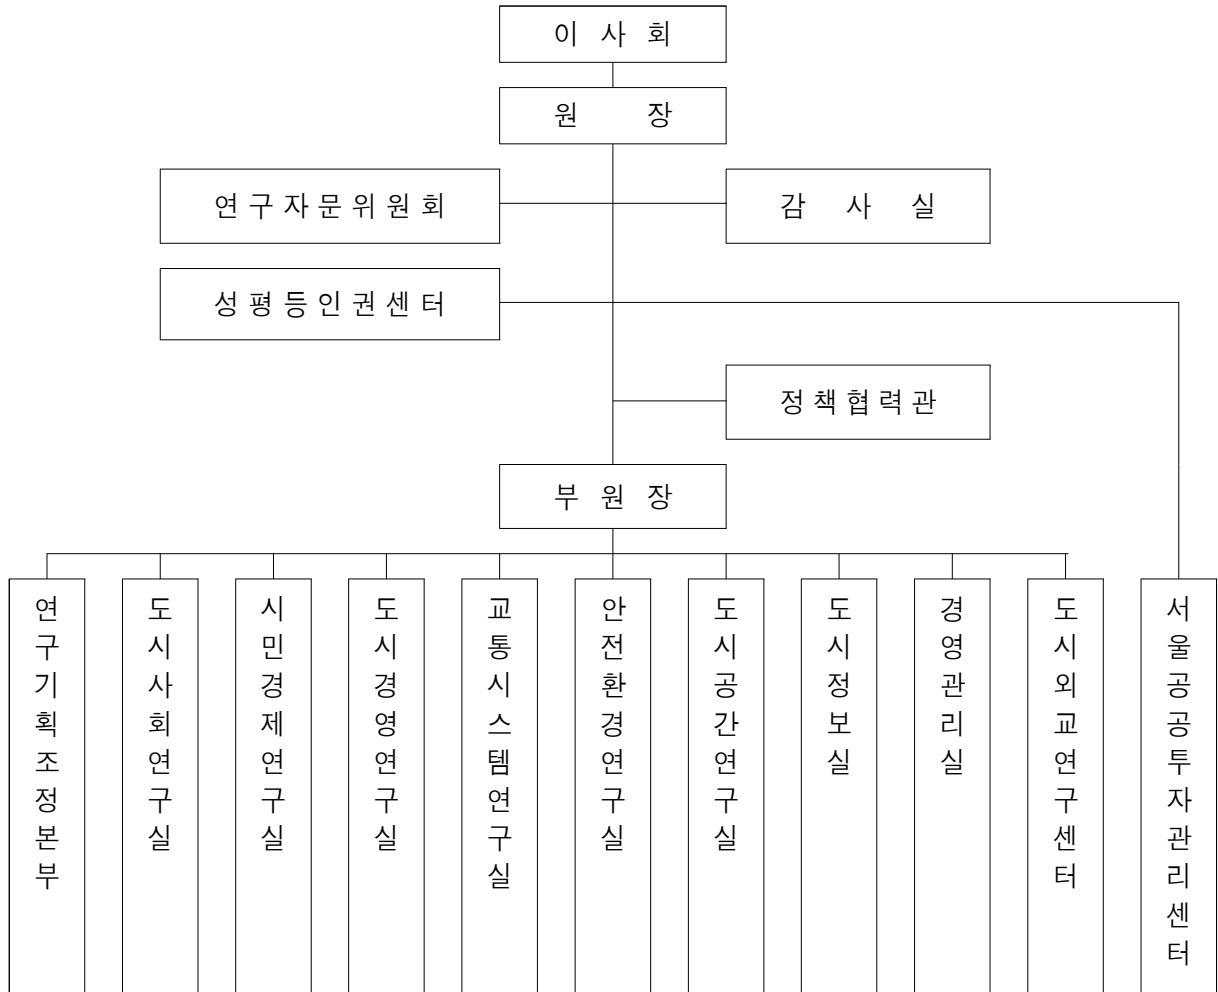 이 사 회
원 장
연구자문위원회
감 사 실
성평등인권센터
정책협력관
부 원 장
연구기획조정본부
도시사회연구실
시민경제연구실
도시경영연구실
교통시스템연구실
안전환경연구실
도시공간연구실
도시정보실
경영관리실
도시외교연구센터
서울공공투자관리센터